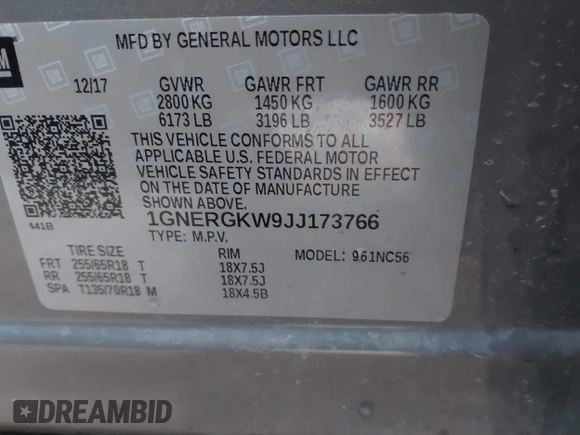 GM
MFD BY GENERAL MOTORS LLC
12/17 GVWR GAWR FRT GAWR RR
2800 KG 1450 KG 1600 KG
6173 LB 3196 LB 3527 LB
THIS VEHICLE CONFORMS TO ALL
APPLICABLE U.S. FEDERAL MOTOR
VEHICLE SAFETY STANDARDS IN EFFECT
ON THE DATE OF MANUFACTURE SHOWN ABOVE.
1GNERGKW9JJ173766
441B TYPE: M.P.V. MODEL: 961NC56
TIRE SIZE RIM
FRT 255/65R18 T 18X7.5J
RR 255/65R18 T 18X7.5J
SPA T135/70R18 M 18X4.5B
DREAMBID